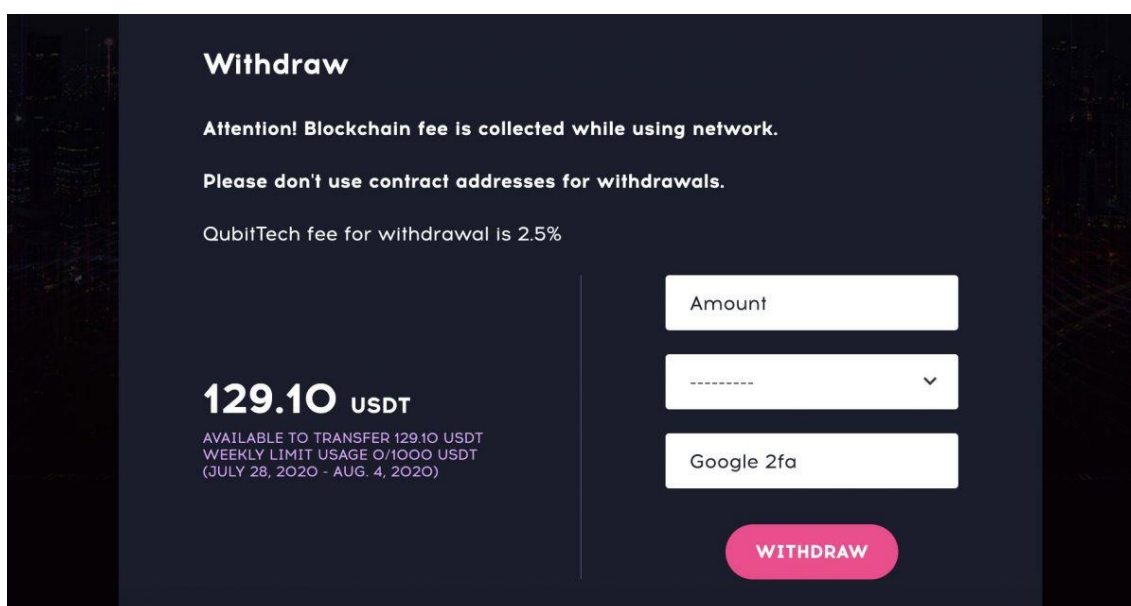 Withdraw
Attention! Blockchain fee is collected while using network.
Please don't use contract addresses for withdrawals.
QubitTech fee for withdrawal is 2.5%
Amount
---------
129.10 USDT
AVAILABLE TO TRANSFER 129.10 USDT
WEEKLY LIMIT USAGE 0/1000 USDT
(JULY 28, 2020 - AUG. 4, 2020)
Google 2fa
WITHDRAW